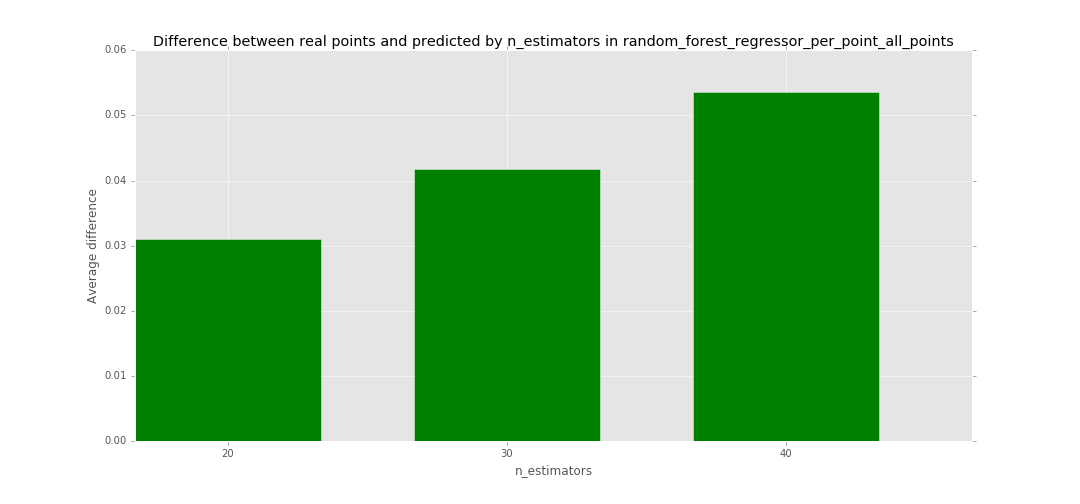 Difference between real points and predicted by n_estimators in random_forest_regressor_per_point_all_points
0.06
0.05
0.04
0.03
0.02
0.01
0.00
Average difference
20 30 40
n_estimators